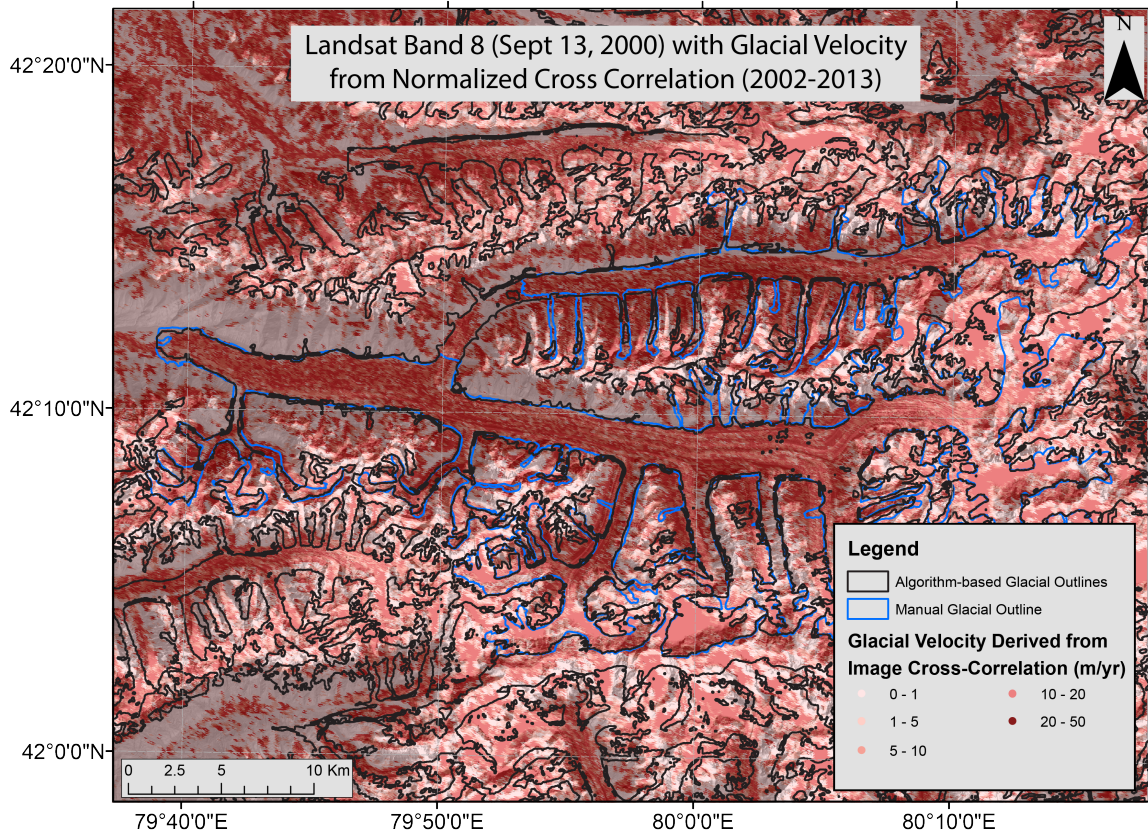 Landsat Band 8 (Sept 13, 2000) with Glacial Velocity
from Normalized Cross Correlation (2002-2013)
N
42°20'0"N
42°10'0"N
42°0'0"N
79°40'0"E
79°50'0"E
80°0'0"E
80°10'0"E
0 2.5 5 10 Km
Legend
Algorithm-based Glacial Outlines
Manual Glacial Outline
Glacial Velocity Derived from
Image Cross-Correlation (m/yr)
0 - 1
1 - 5
5 - 10
10 - 20
20 - 50